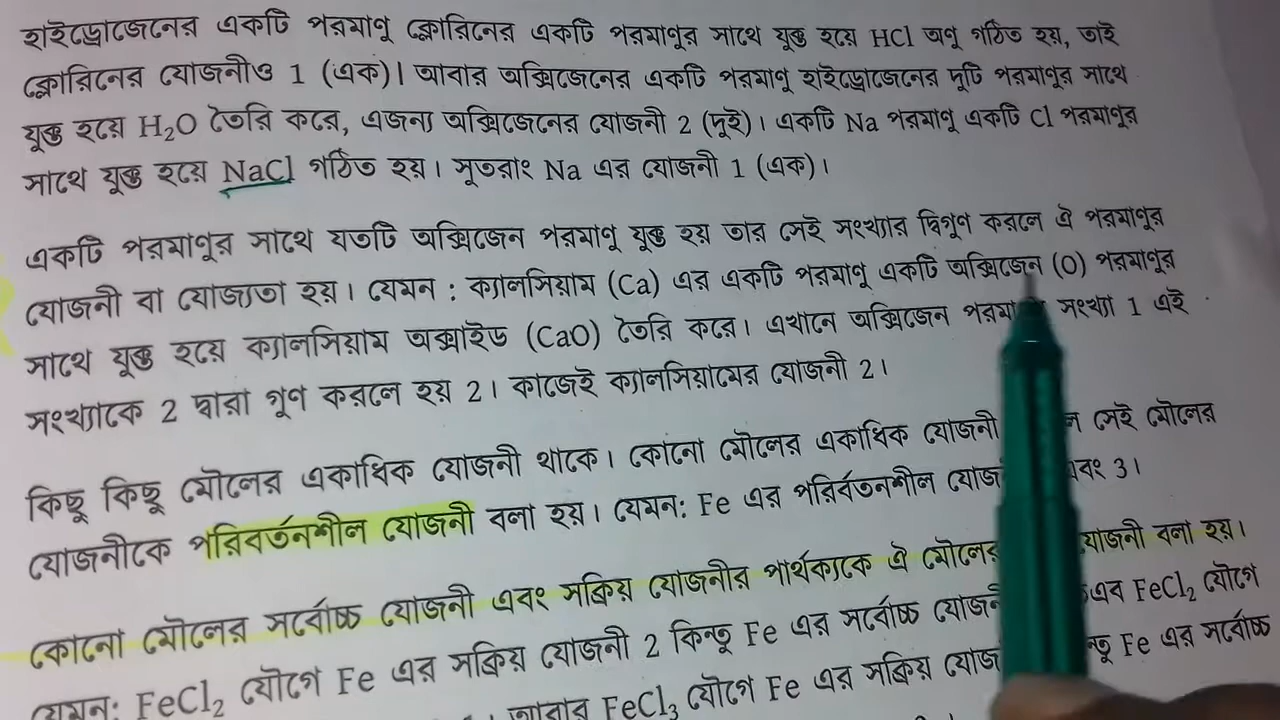 হাইড্রোজেনের একটি পরমাণু ক্লোরিনের একটি পরমাণুর সাথে যুক্ত হয়ে HCl অণু গঠিত হয়, তাই
ক্লোরিনের যোজনীও 1 (এক)। আবার অক্সিজেনের একটি পরমাণু হাইড্রোজেনের দুটি পরমাণুর সাথে
যুক্ত হয়ে H₂O তৈরি করে, এজন্য অক্সিজেনের যোজনী 2 (দুই)। একটি Na পরমাণু একটি Cl পরমাণুর
সাথে যুক্ত হয়ে NaCl গঠিত হয়। সুতরাং Na এর যোজনী 1 (এক)।
একটি পরমাণুর সাথে যতটি অক্সিজেন পরমাণু যুক্ত হয় তার সেই সংখ্যার দ্বিগুণ করলে ঐ পরমাণুর
যোজনী বা যোজ্যতা হয়। যেমন : ক্যালসিয়াম (Ca) এর একটি পরমাণু একটি অক্সিজেন (O) পরমাণুর
সাথে যুক্ত হয়ে ক্যালসিয়াম অক্সাইড (CaO) তৈরি করে। এখানে অক্সিজেন সংখ্যা 1 এই
সংখ্যাকে 2 দ্বারা গুণ করলে হয় 2। কাজেই ক্যালসিয়ামের যোজনী 2।
কিছু কিছু মৌলের একাধিক যোজনী থাকে। কোনো মৌলের একাধিক যোজনী সেই মৌলের
যোজনীকে পরিবর্তনশীল যোজনী বলা হয়। যেমন: Fe এর পরিবর্তনশীল এবং 3।
কোনো মৌলের সর্বোচ্চ যোজনী এবং সক্রিয় যোজনীর পার্থক্যকে ঐ মৌলের যোজনী বলা হয়।
যেমন: FeCl₂ যৌগে Fe এর সক্রিয় যোজনী 2 কিন্তু Fe এর সর্বোচ্চ FeCl₂ যৌগে
আবার FeCl₃ যৌগে Fe এর সক্রিয় Fe এর সর্বোচ্চ